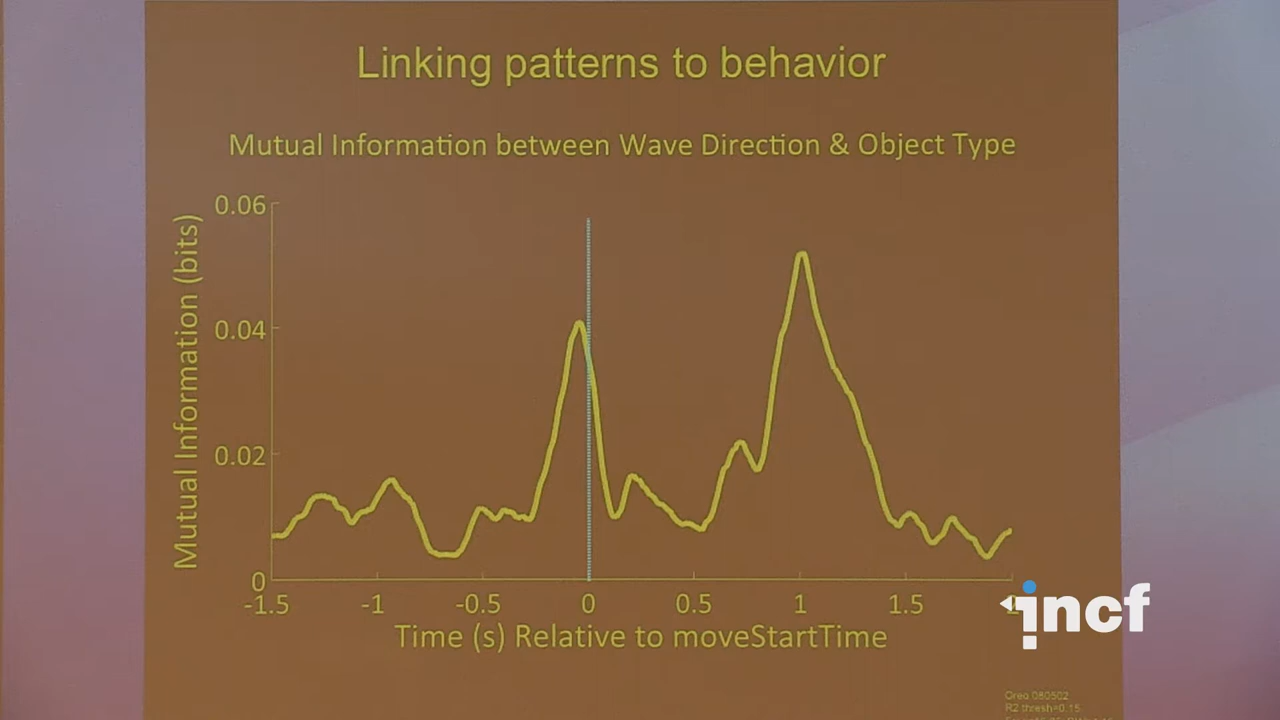 Linking patterns to behavior
Mutual Information between Wave Direction & Object Type
Mutual Information (bits)
0.06
0.04
0.02
0
-1.5 -1 -0.5 0 0.5 1 1.5
Time (s) Relative to moveStartTime
incf
Oreo 080502
R2 thresh=0.15